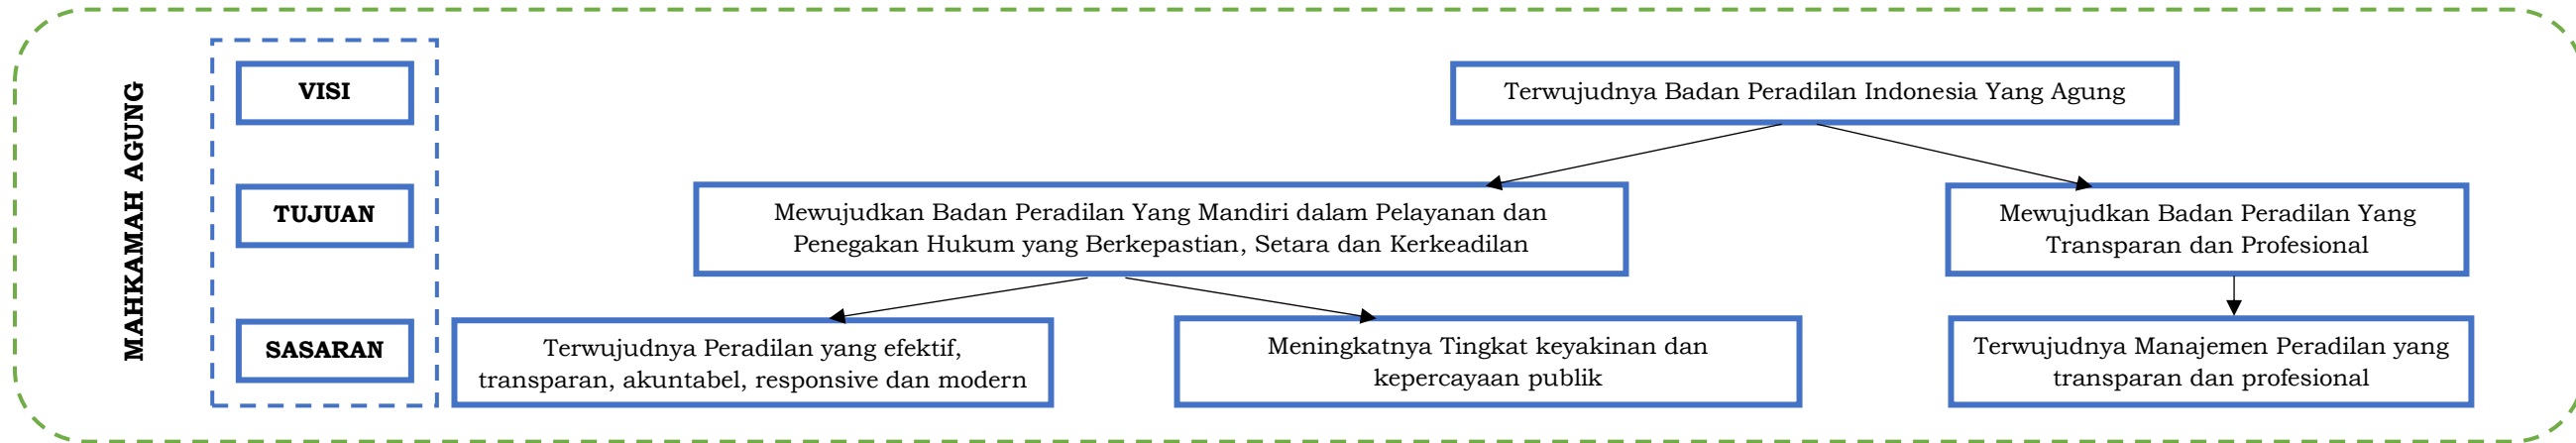 MAHKAMAH AGUNG
VISI
Terwujudnya Badan Peradilan Indonesia Yang Agung
TUJUAN
Mewujudkan Badan Peradilan Yang Mandiri dalam Pelayanan dan
Penegakan Hukum yang Berkepastian, Setara dan Kerkeadilan
Mewujudkan Badan Peradilan Yang
Transparan dan Profesional
SASARAN
Terwujudnya Peradilan yang efektif,
transparan, akuntabel, responsive dan modern
Meningkatnya Tingkat keyakinan dan
kepercayaan publik
Terwujudnya Manajemen Peradilan yang
transparan dan profesional